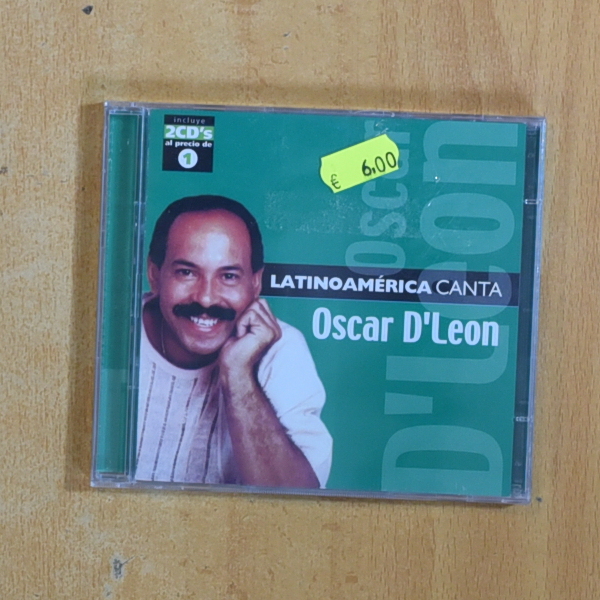 incluye
2CD's
al precio de
1
€ 6,00
Oscar
D'Leon
LATINOAMÉRICA CANTA
Oscar D'Leon